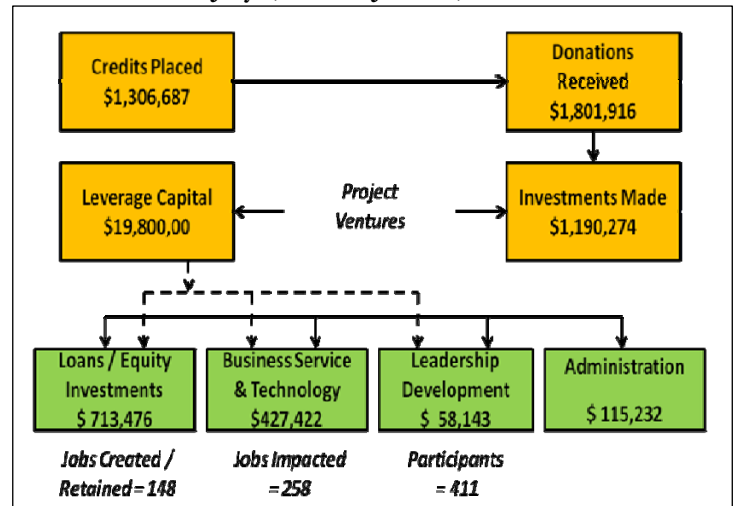 Credits Placed
$1,306,687
Donations
Received
$1,801,916
Leverage Capital
$19,800,00
Project
Ventures
Investments Made
$1,190,274
Loans / Equity
Investments
$ 713,476
Business Service
& Technology
$427,422
Leadership
Development
$ 58,143
Administration
$ 115,232
Jobs Created /
Retained = 148
Jobs Impacted
= 258
Participants
= 411